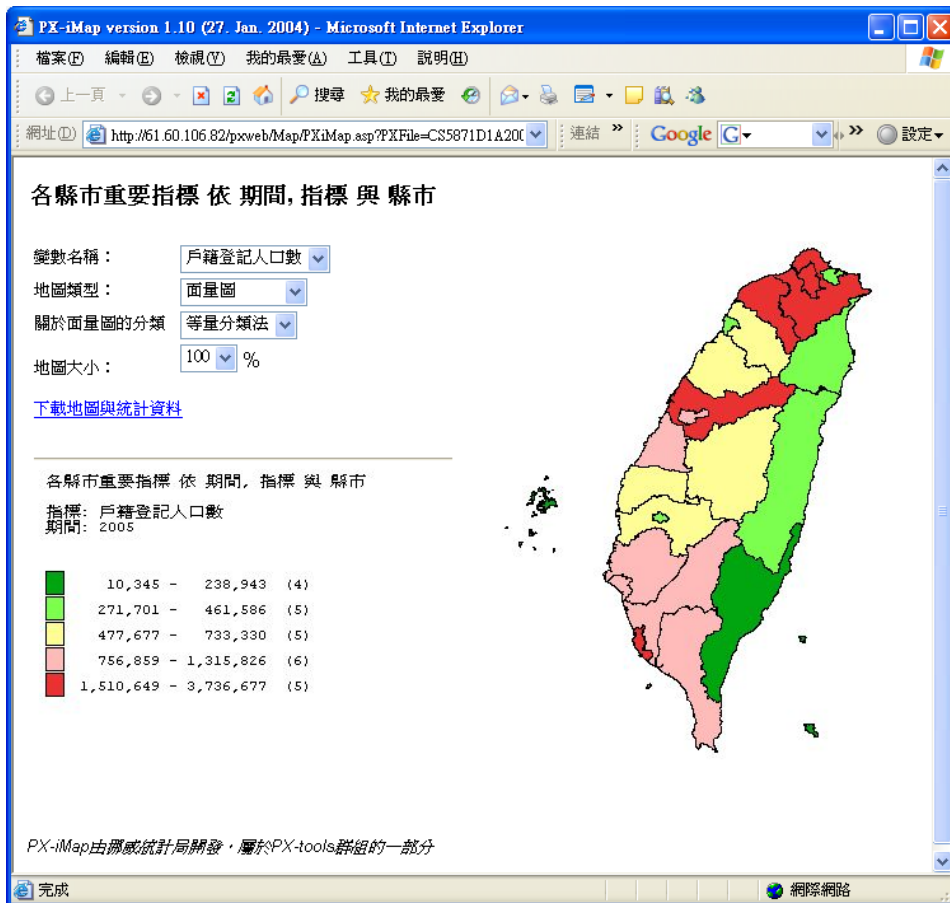 PX-iMap version 1.10 (27. Jan. 2004) - Microsoft Internet Explorer
檔案(F) 編輯(E) 檢視(V) 我的最愛(A) 工具(T) 說明(H)
上一頁 搜尋 我的最愛
網址(D) http://61.60.106.82/pxweb/Map/PXiMap.asp?PXFile=CS5871D1A20( 連結 » Google G 設定
各縣市重要指標 依 期間, 指標 與 縣市
變數名稱： 戶籍登記人口數
地圖類型： 面量圖
關於面量圖的分類 等量分類法
地圖大小： 100 %
下載地圖與統計資料
各縣市重要指標 依 期間, 指標 與 縣市
指標: 戶籍登記人口數
期間: 2005
10,345 - 238,943 (4)
271,701 - 461,586 (5)
477,677 - 733,330 (5)
756,859 - 1,315,826 (6)
1,510,649 - 3,736,677 (5)
PX-iMap由挪威統計局開發，屬於PX-tools群組的一部分
完成 網際網路